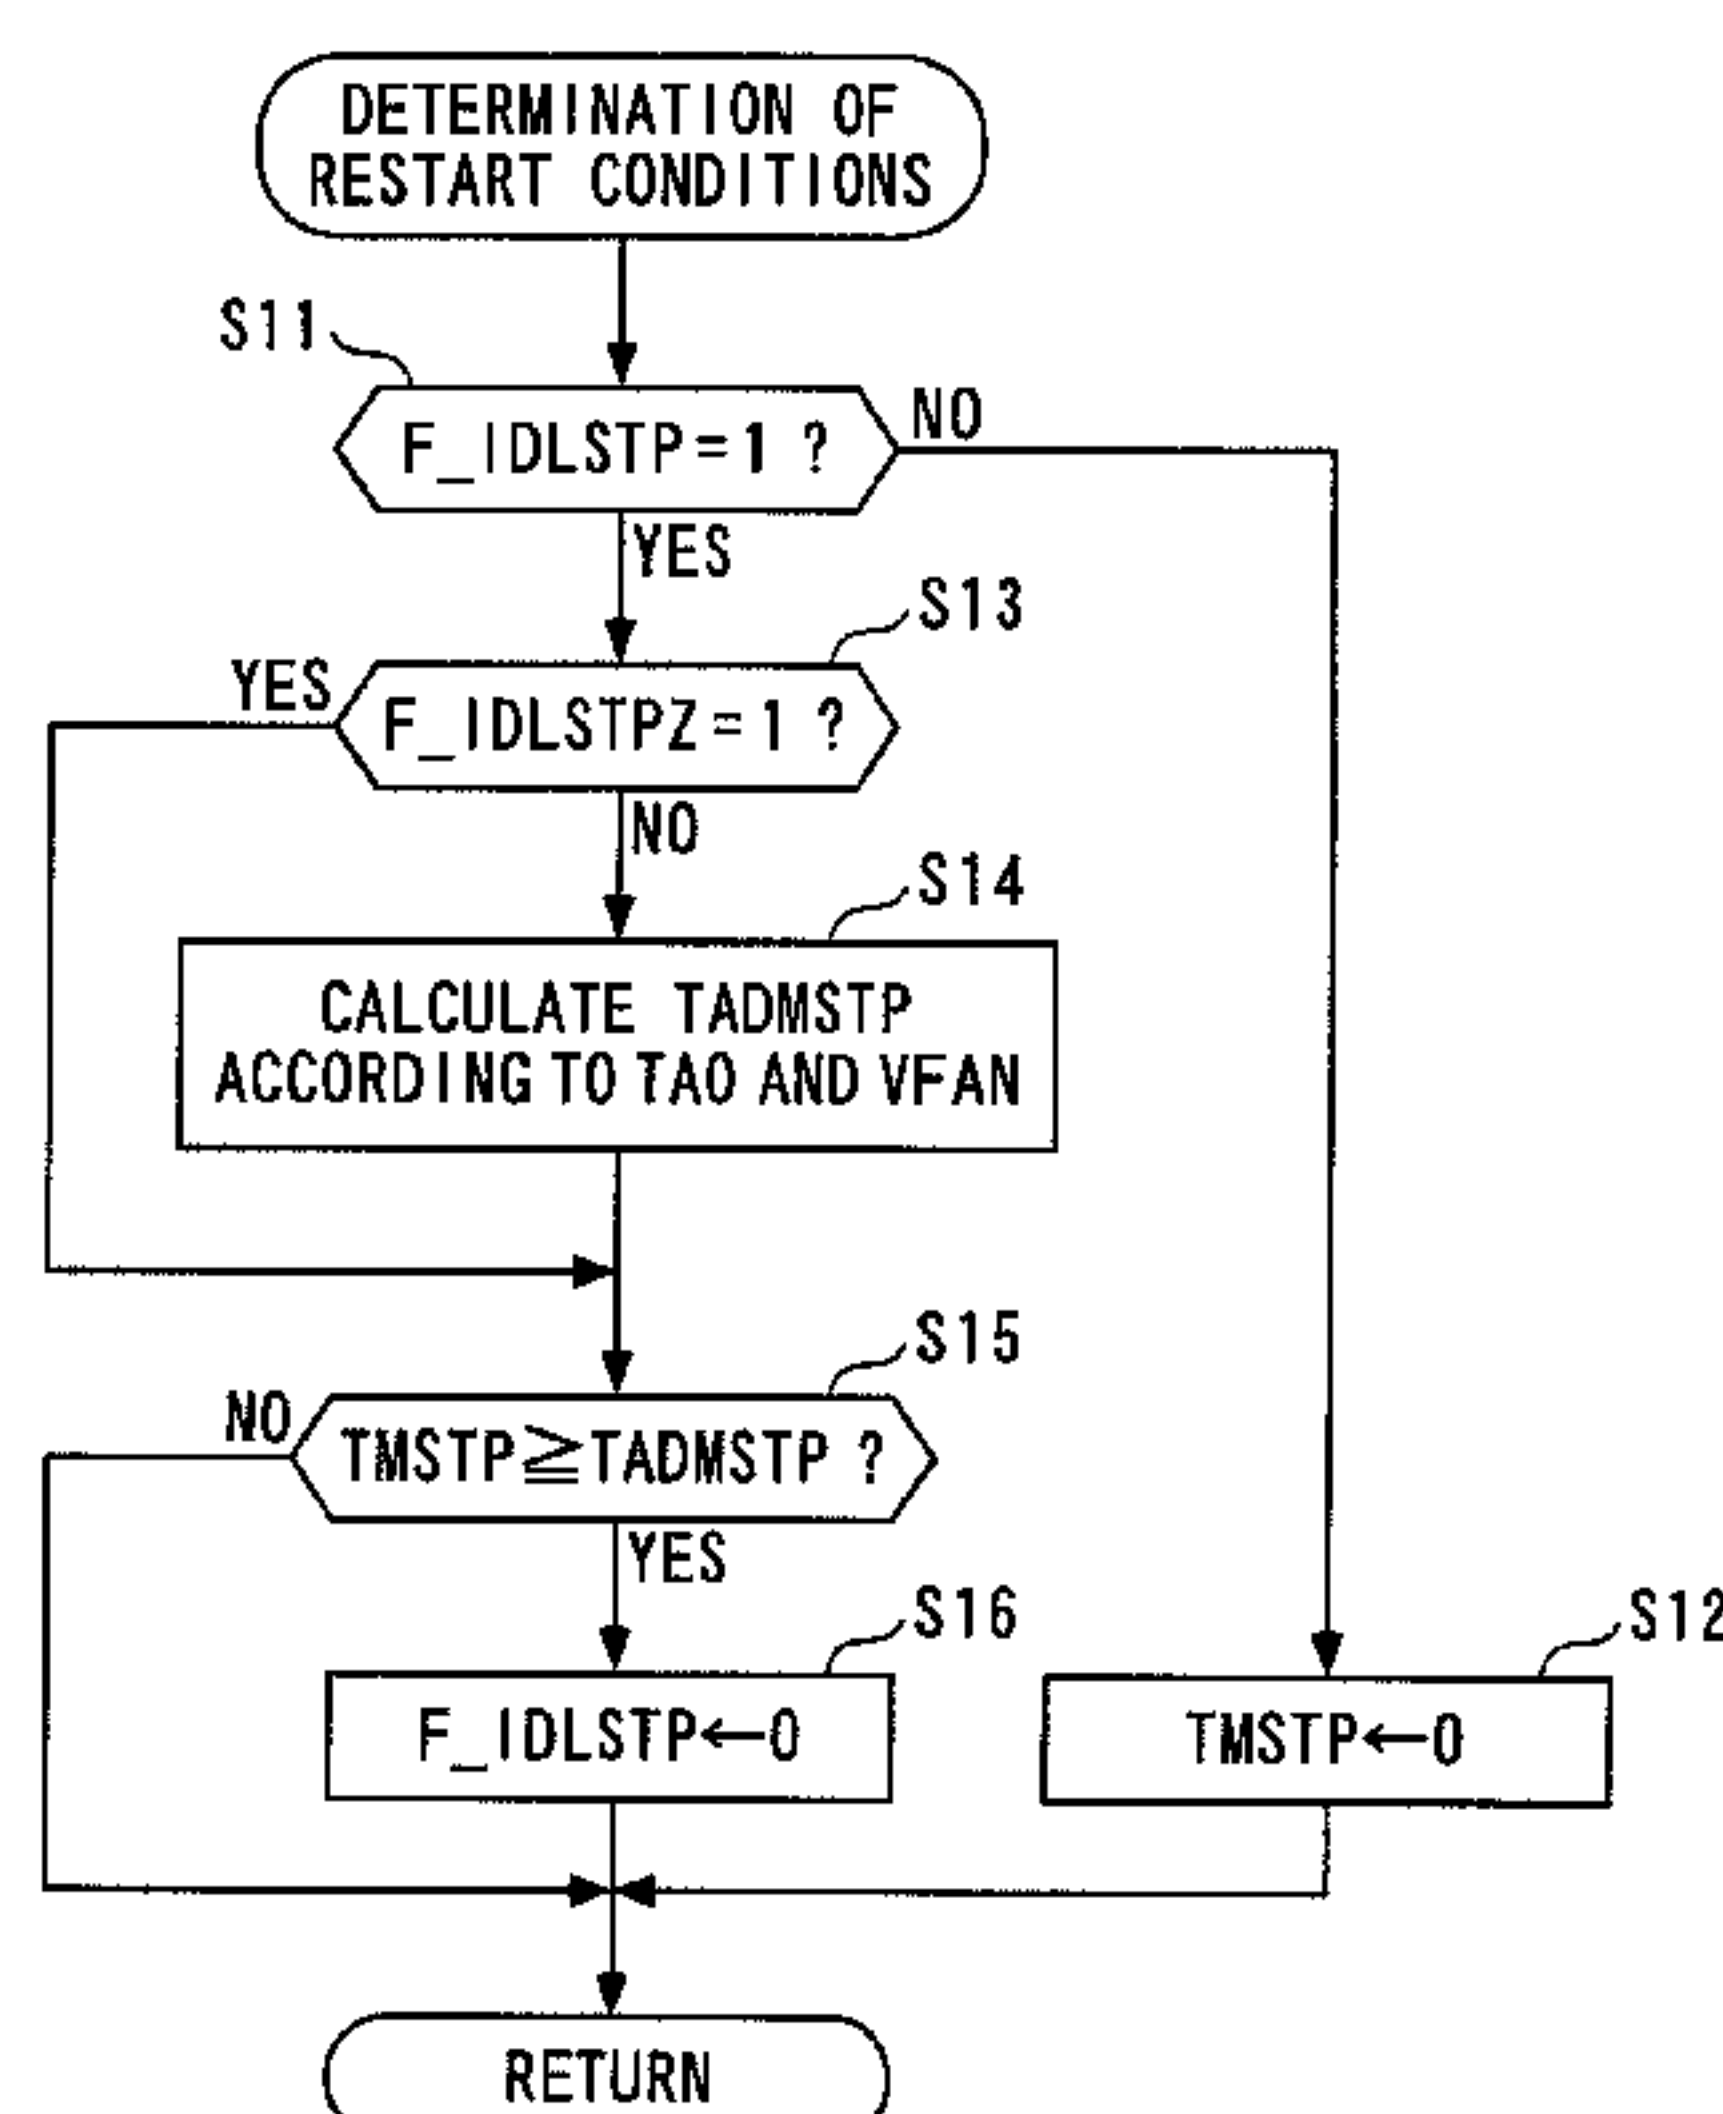 DETERMINATION OF
RESTART CONDITIONS
S11
F_IDLSTP=1 ?
NO
YES
S13
YES
F_IDLSTPZ=1 ?
NO
S14
CALCULATE TADMSTP
ACCORDING TO TAO AND VFAN
S15
NO
TMSTP≧TADMSTP ?
YES
S16
S12
F_IDLSTP←0
TMSTP←0
RETURN